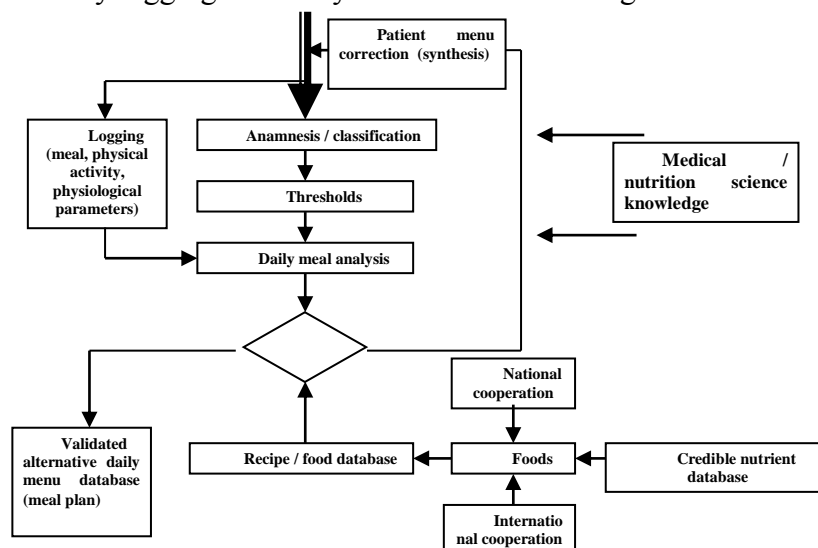 logging
Patient menu
correction (synthesis)
Logging
(meal, physical
activity,
physiological
parameters)
Anamnesis / classification
Medical /
nutrition science
knowledge
Thresholds
Daily meal analysis
National
cooperation
Validated
alternative daily
menu database
(meal plan)
Recipe / food database
Foods
Credible nutrient
database
Internatio
nal cooperation